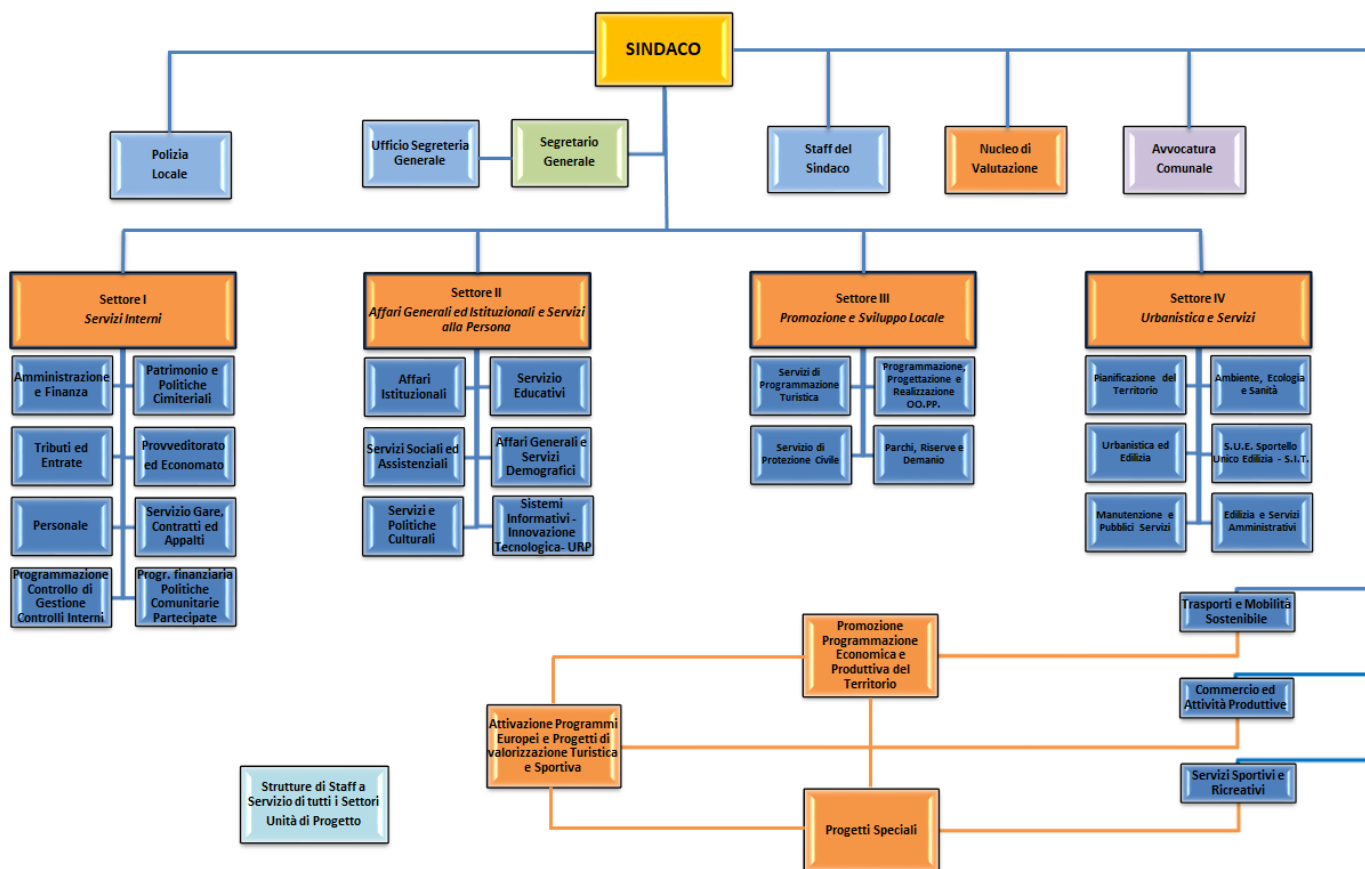 SINDACO
Polizia
Locale
Ufficio Segreteria
Generale
Segretario
Generale
Staff del
Sindaco
Nucleo di
Valutazione
Avvocatura
Comunale
Settore I
Servizi Interni
Settore II
Affari Generali ed Istituzionali e Servizi
alla Persona
Settore III
Promozione e Sviluppo Locale
Settore IV
Urbanistica e Servizi
Amministrazione
e Finanza
Patrimonio e
Politiche
Cimiteriali
Tributi ed
Entrate
Provveditorato
ed Economato
Personale
Servizio Gare,
Contratti ed
Appalti
Programmazione
Controllo di
Gestione
Controlli Interni
Progr. finanziaria
Politiche
Comunitarie
Partecipate
Affari
Istituzionali
Servizio
Educativi
Servizi Sociali ed
Assistenziali
Affari Generali e
Servizi
Demografici
Servizi e
Politiche
Culturali
Sistemi
Informativi -
Innovazione
Tecnologica- URP
Servizi di
Programmazione
Turistica
Programmazione,
Progettazione e
Realizzazione
OO.PP.
Servizio di
Protezione Civile
Parchi, Riserve e
Demanio
Pianificazione del
Territorio
Ambiente, Ecologia
e Sanità
Urbanistica ed
Edilizia
S.U.E. Sportello
Unico Edilizia - S.I.T.
Manutenzione e
Pubblici Servizi
Edilizia e Servizi
Amministrativi
Trasporti e Mobilità
Sostenibile
Promozione
Programmazione
Economica e
Produttiva del
Territorio
Commercio ed
Attività Produttive
Attivazione Programmi
Europei e Progetti di
valorizzazione Turistica
e Sportiva
Servizi Sportivi e
Ricreativi
Strutture di Staff a
Servizio di tutti i Settori
Unità di Progetto
Progetti Speciali